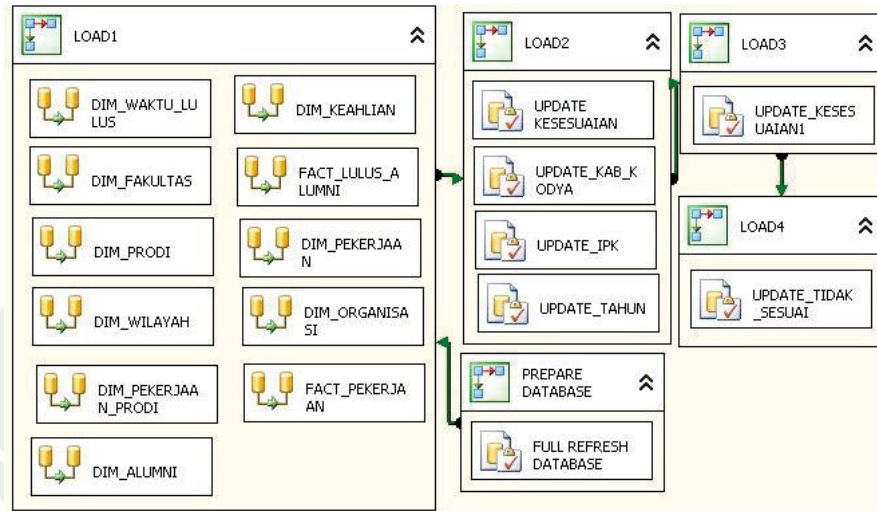 LOAD1
DIM_WAKTU_LU
LUS
DIM_FAKULTAS
DIM_PRODI
DIM_WILAYAH
DIM_PEKERJAA
N_PRODI
DIM_ALUMNI
DIM_KEAHLIAN
FACT_LULUS_A
LUMNI
DIM_PEKERJAA
N
DIM_ORGANISA
SI
FACT_PEKERJA
AN
LOAD2
UPDATE
KESESUAIAN
UPDATE_KAB_K
ODYA
UPDATE_IPK
UPDATE_TAHUN
LOAD3
UPDATE_KESES
UAIAN1
LOAD4
UPDATE_TIDAK
_SESUAI
PREPARE
DATABASE
FULL REFRESH
DATABASE